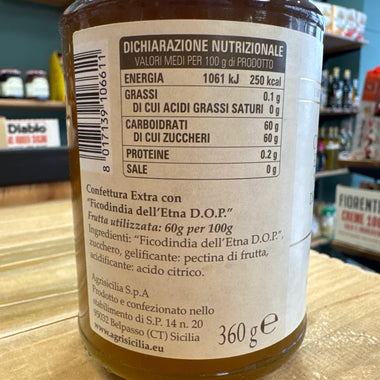 DICHIARAZIONE NUTRIZIONALE
VALORI MEDI PER 100 g di PRODOTTO
ENERGIA 1061 kJ 250 kcal
GRASSI 0.1 g
DI CUI ACIDI GRASSI SATURI 0 g
CARBOIDRATI 60 g
DI CUI ZUCCHERI 60 g
PROTEINE 0.2 g
SALE 0 g
8 017139 106611
Confettura Extra con
"Ficodindia dell'Etna D.O.P."
Frutta utilizzata: 60g per 100g
Ingredienti: "Ficodindia dell'Etna D.O.P.",
zucchero, gelificante: pectina di frutta,
acidificante: acido citrico.
Agrisicilia S.p.A
Prodotto e confezionato nello
stabilimento di S.P. 14 n. 20
95032 Belpasso (CT) Sicilia
www.agrisicilia.eu
360 g e
Diablo
FIORENTI
CREME 100